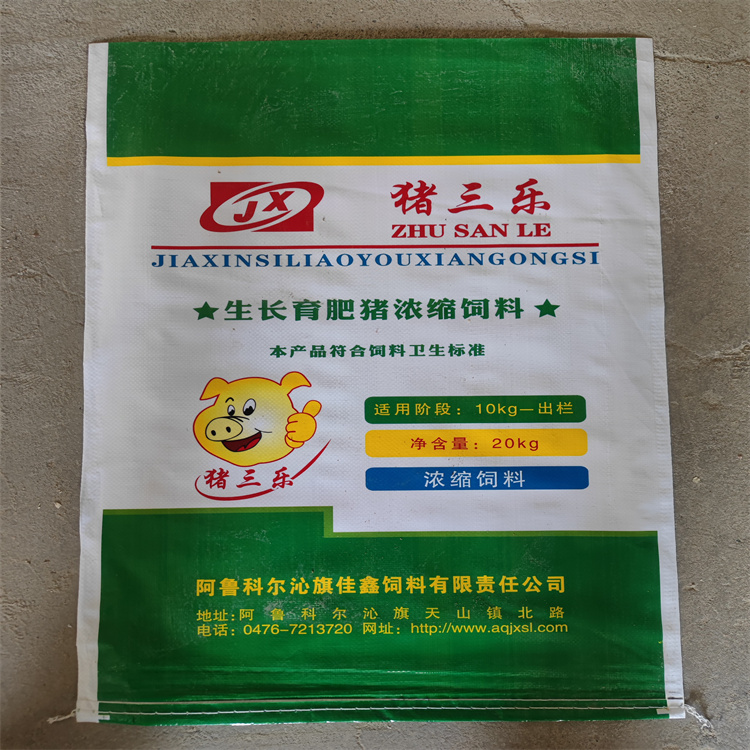 JX
猪三乐
ZHU SAN LE
JIAXINSILIAOYOUXIANGONGSI
★生长育肥猪浓缩饲料★
本产品符合饲料卫生标准
适用阶段：10kg—出栏
净含量：20kg
浓缩饲料
猪三乐
阿鲁科尔沁旗佳鑫饲料有限责任公司
地址:阿鲁科尔沁旗天山镇北路
电话：0476-7213720 网址：http://www.aqjxsl.com